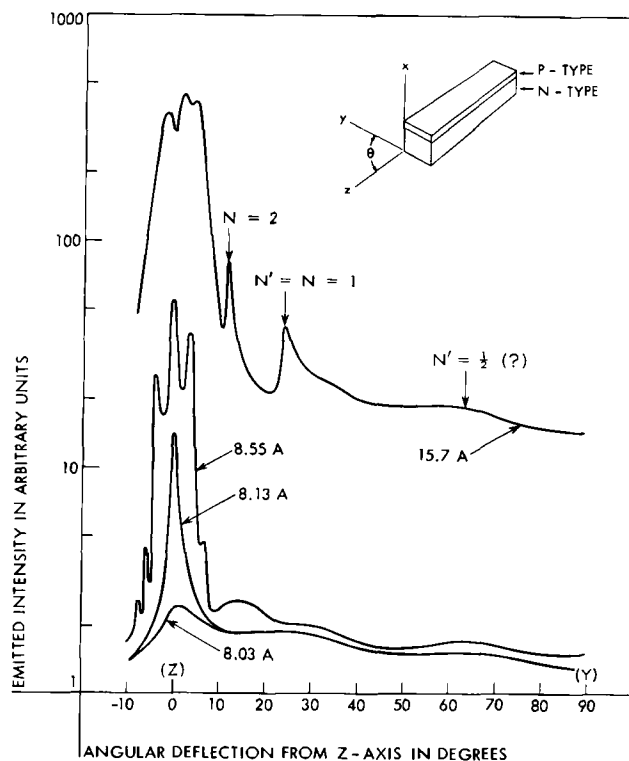 1000
x
P - TYPE
N - TYPE
y
θ
z
N = 2
100
N' = N = 1
N' = ½ (?)
15.7 A
8.55 A
10
8.13 A
8.03 A
(Z)
(Y)
1
-10 0 10 20 30 40 50 60 70 80 90
EMITTED INTENSITY IN ARBITRARY UNITS
ANGULAR DEFLECTION FROM Z-AXIS IN DEGREES